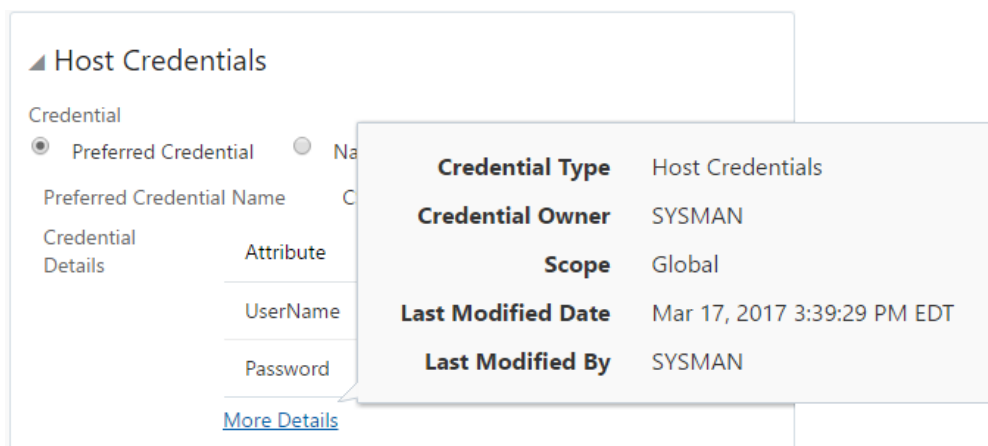 Host Credentials
Credential
Preferred Credential
Preferred Credential Name
Credential
Details
Attribute
UserName
Password
More Details
Credential Type Host Credentials
Credential Owner SYSMAN
Scope Global
Last Modified Date Mar 17, 2017 3:39:29 PM EDT
Last Modified By SYSMAN